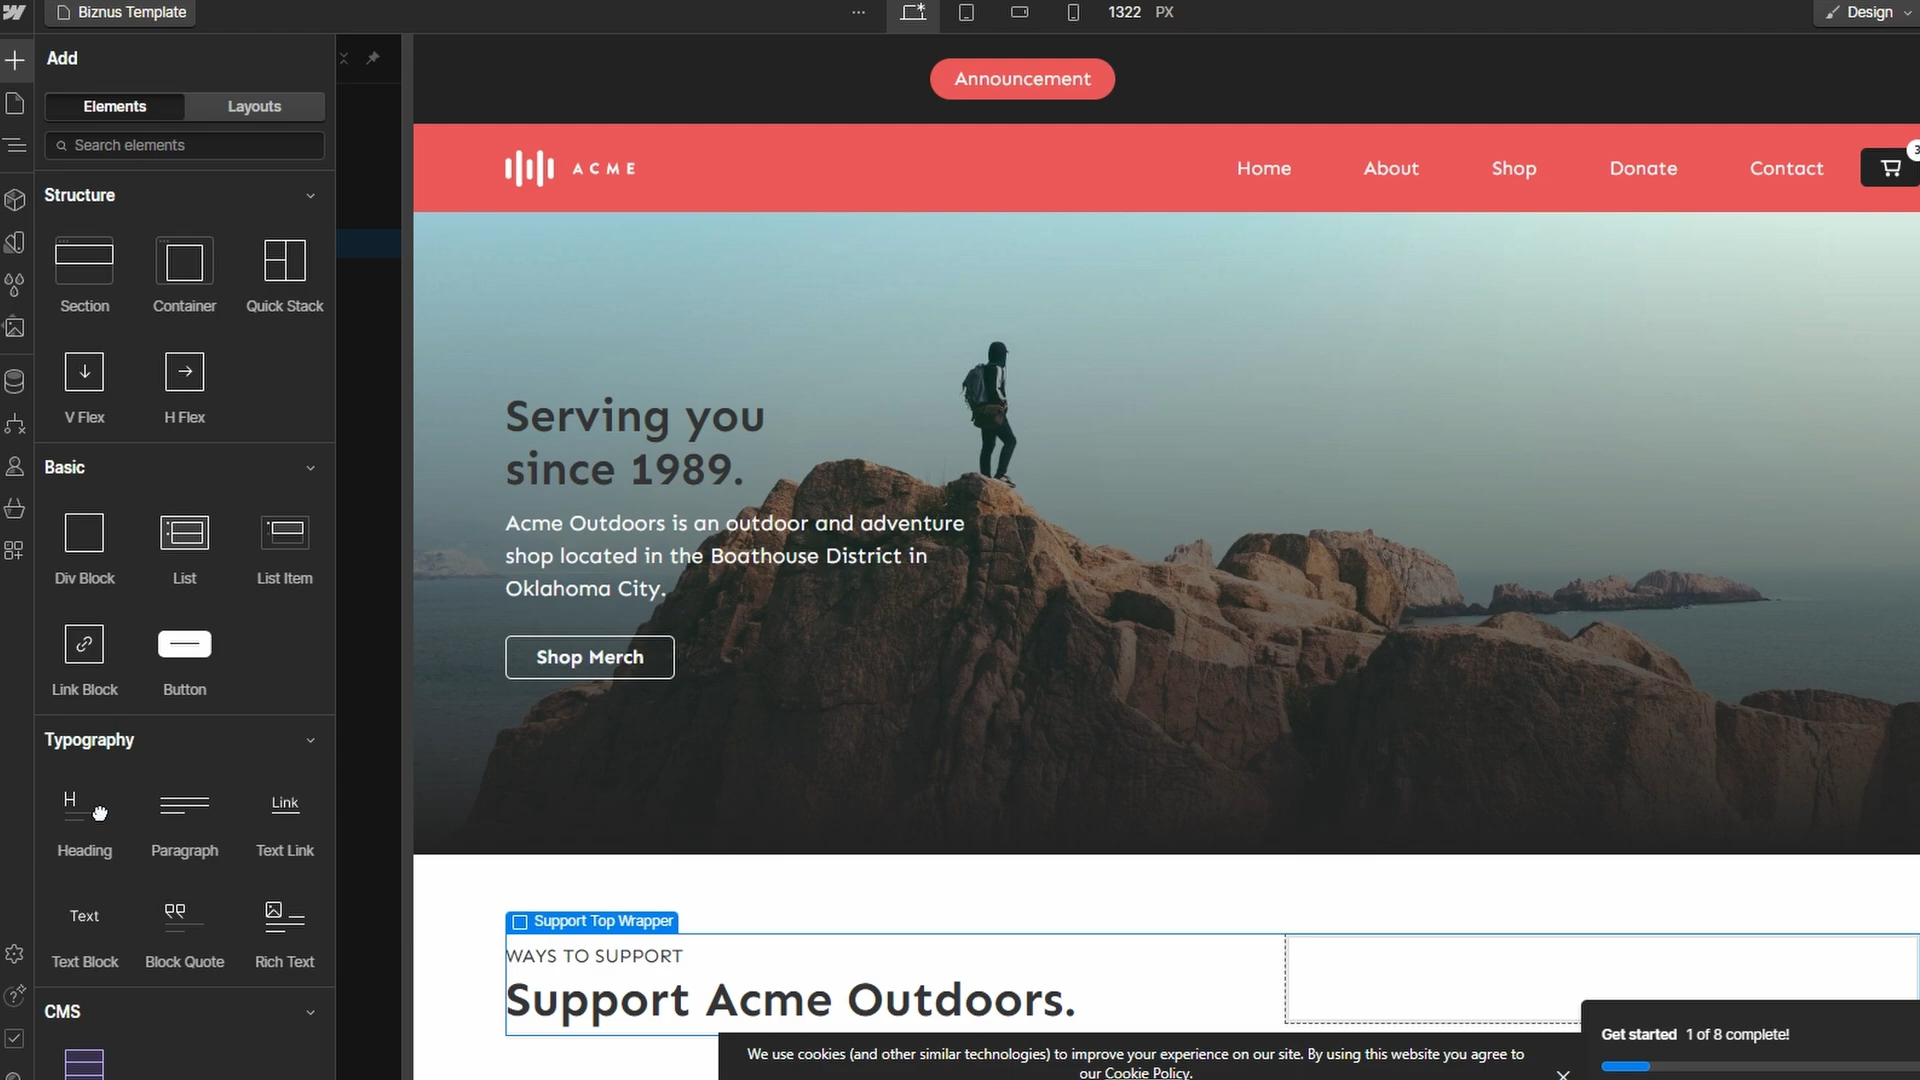 Biznus Template
1322 PX
Design
Add
Elements
Layouts
Search elements
Structure
Section
Container
Quick Stack
V Flex
H Flex
Basic
Div Block
List
List Item
Link Block
Button
Typography
H
Heading
Paragraph
Link
Text Link
Text
Text Block
Block Quote
Rich Text
CMS
Announcement
ACME
Home
About
Shop
Donate
Contact
3
Serving you
since 1989.
Acme Outdoors is an outdoor and adventure
shop located in the Boathouse District in
Oklahoma City.
Shop Merch
Support Top Wrapper
WAYS TO SUPPORT
Support Acme Outdoors.
We use cookies (and other similar technologies) to improve your experience on our site. By using this website you agree to
our Cookie Policy.
Get started 1 of 8 complete!